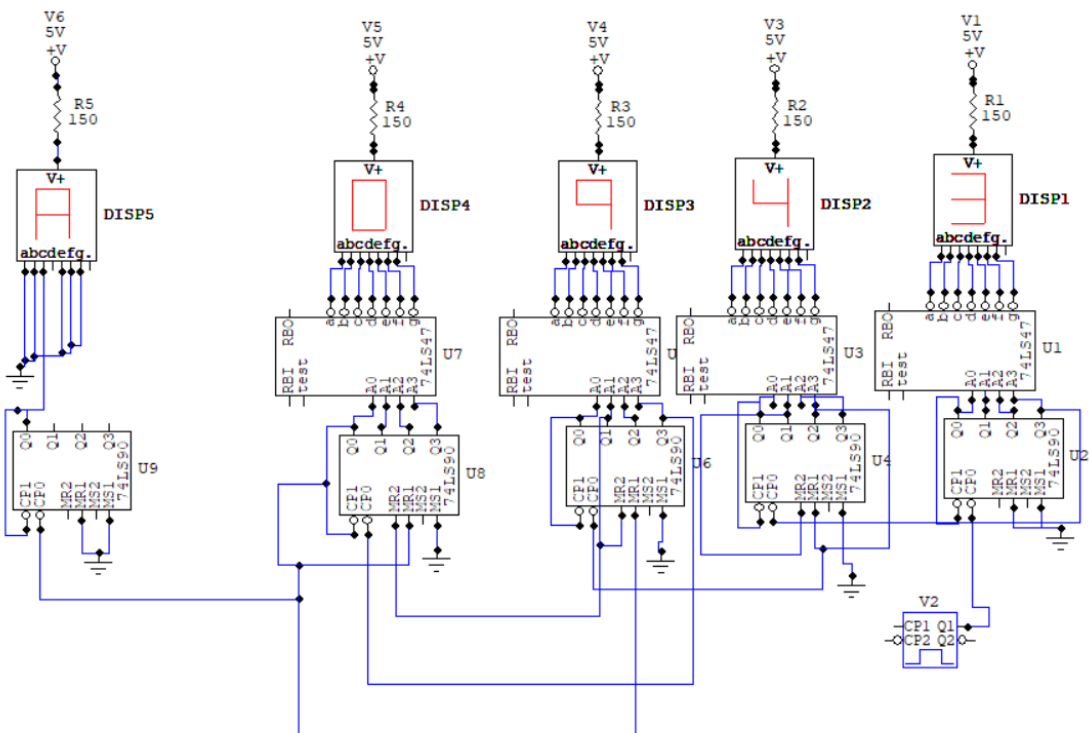 V6
5V
+V
V5
5V
+V
V4
5V
+V
V3
5V
+V
V1
5V
+V
R5
150
R4
150
R3
150
R2
150
R1
150
V+
A
abcdefg.
DISP5
V+
0
abcdefg.
DISP4
V+
9
abcdefg.
DISP3
V+
4
abcdefg.
DISP2
V+
3
abcdefg.
DISP1
RBO a b c d e f g
RBI test A0 A1 A2 A3 74LS47
U7
RBO a b c d e f g
RBI test A0 A1 A2 A3 74LS47
RBO a b c d e f g
RBI test A0 A1 A2 A3 74LS47
U3
RBO a b c d e f g
RBI test A0 A1 A2 A3 74LS47
U1
Q0 Q1 Q2 Q3
CP1 CP0 MR2 MR1 MS2 MS1 74LS90
U9
Q0 Q1 Q2 Q3
CP1 CP0 MR2 MR1 MS2 MS1 74LS90
U8
Q0 Q1 Q2 Q3
CP1 CP0 MR2 MR1 MS2 MS1 74LS90
U6
Q0 Q1 Q2 Q3
CP1 CP0 MR2 MR1 MS2 MS1 74LS90
U4
Q0 Q1 Q2 Q3
CP1 CP0 MR2 MR1 MS2 MS1 74LS90
U2
V2
CP1 Q1
CP2 Q2